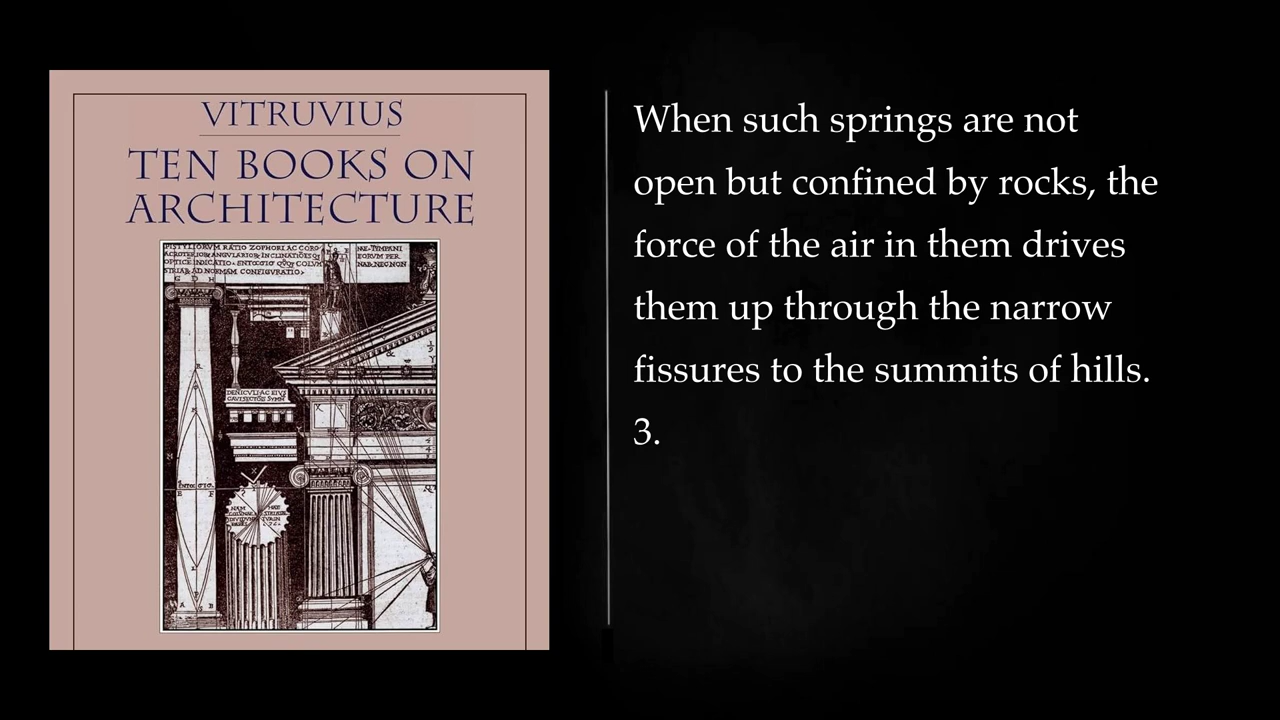 VITRUVIUS
TEN BOOKS ON
ARCHITECTURE
When such springs are not
open but confined by rocks, the
force of the air in them drives
them up through the narrow
fissures to the summits of hills.
3.